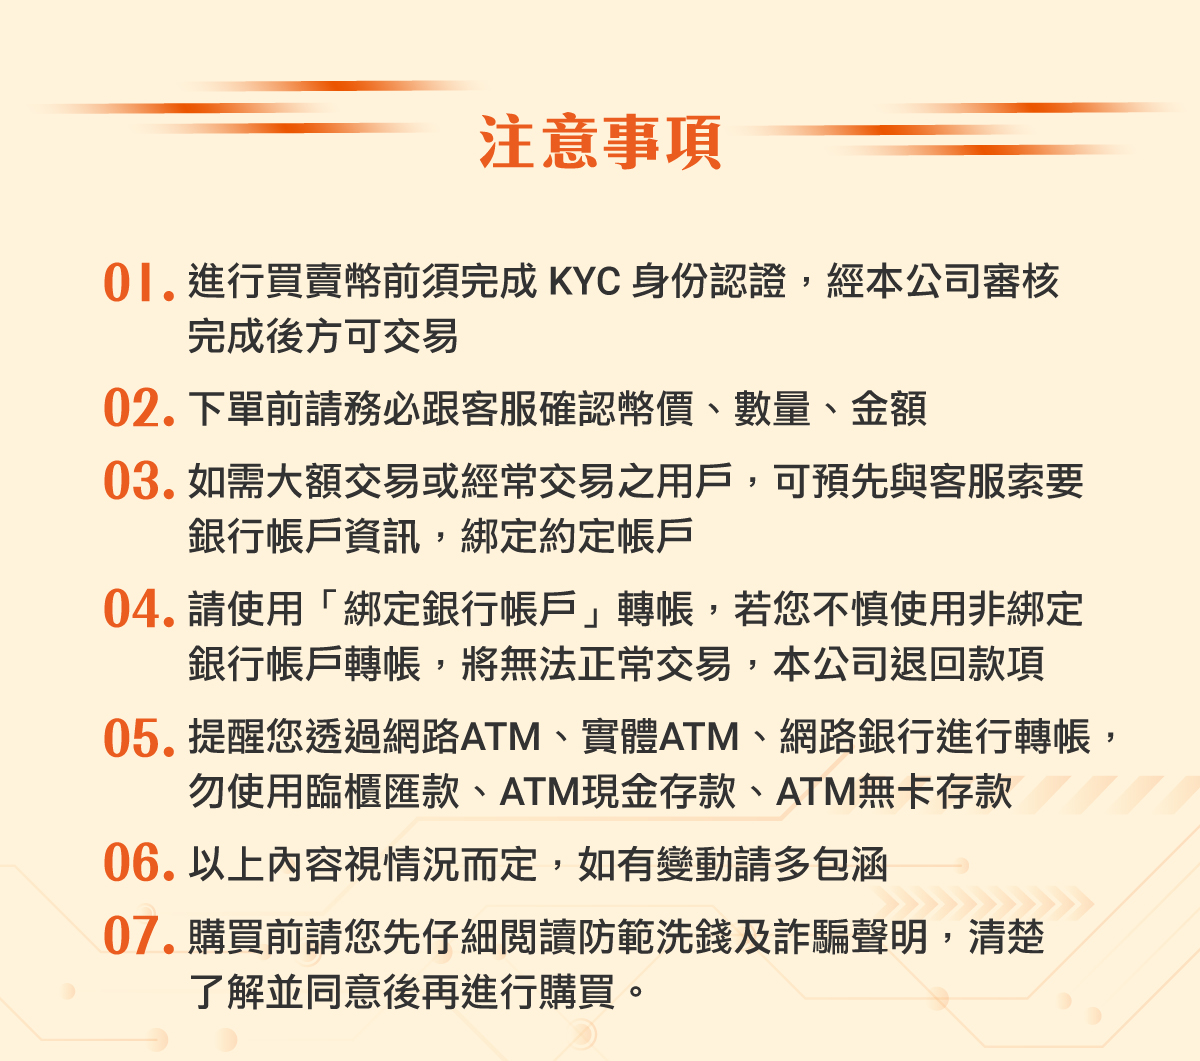 注意事項
01. 進行買賣幣前須完成 KYC 身份認證，經本公司審核
完成後方可交易
02. 下單前請務必跟客服確認幣價、數量、金額
03. 如需大額交易或經常交易之用戶，可預先與客服索要
銀行帳戶資訊，綁定約定帳戶
04. 請使用「綁定銀行帳戶」轉帳，若您不慎使用非綁定
銀行帳戶轉帳，將無法正常交易，本公司退回款項
05. 提醒您透過網路ATM、實體ATM、網路銀行進行轉帳，
勿使用臨櫃匯款、ATM現金存款、ATM無卡存款
06. 以上內容視情況而定，如有變動請多包涵
07. 購買前請您先仔細閱讀防範洗錢及詐騙聲明，清楚
了解並同意後再進行購買。